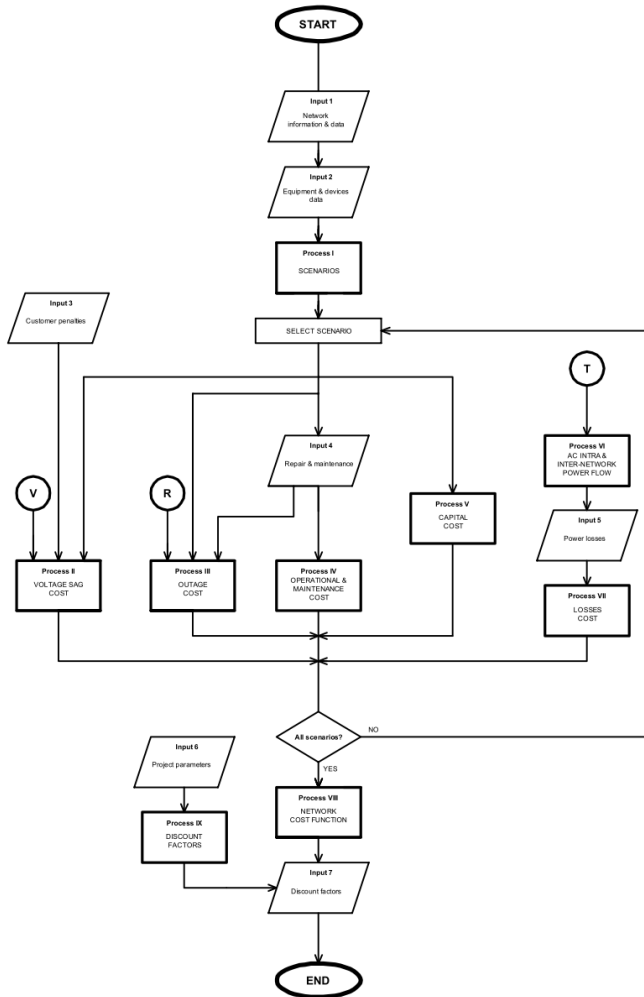 START
Input 1
Network
information & data
Input 2
Equipment & devices
data
Process I
SCENARIOS
Input 3
Customer penalties
SELECT SCENARIO
T
Input 4
Repair & maintenance
Process VI
AC INTRA &
INTER-NETWORK
POWER FLOW
V
R
Process V
CAPITAL
COST
Input 5
Power losses
Process II
VOLTAGE SAG
COST
Process III
OUTAGE
COST
Process IV
OPERATIONAL &
MAINTENANCE
COST
Process VII
LOSSES
COST
All scenarios?
NO
YES
Input 6
Project parameters
Process VIII
NETWORK
COST FUNCTION
Process IX
DISCOUNT
FACTORS
Input 7
Discount factors
END